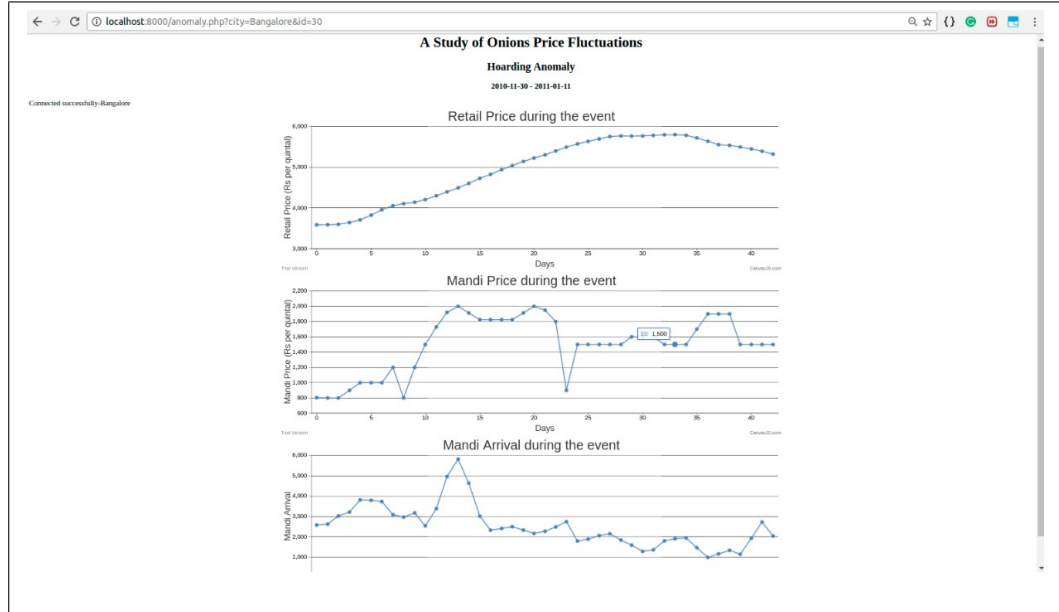 localhost:8000/anomaly.php?city=Bangalore&id=30
A Study of Onions Price Fluctuations
Hoarding Anomaly
2010-11-30 - 2011-01-11
Connected successfully-Bangalore
Retail Price during the event
Retail Price (Rs per quintal)
6,000
5,000
4,000
3,000
0 5 10 15 20 25 30 35 40
Days
Trial Version
CanvasJS.com
Mandi Price during the event
Mandi Price (Rs per quintal)
2,200
2,000
1,800
1,600
1,400
1,200
1,000
800
600
33: 1,500
0 5 10 15 20 25 30 35 40
Days
Trial Version
CanvasJS.com
Mandi Arrival during the event
Mandi Arrival
6,000
5,000
4,000
3,000
2,000
1,000